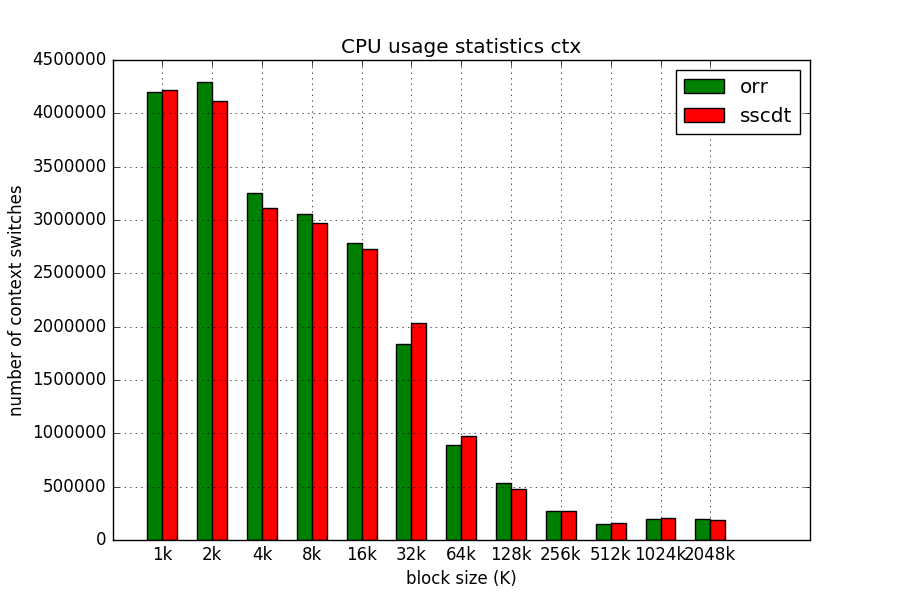 CPU usage statistics ctx
4500000
4000000
3500000
3000000
2500000
2000000
1500000
1000000
500000
0
number of context switches
orr
sscdt
1k 2k 4k 8k 16k 32k 64k 128k 256k 512k 1024k 2048k
block size (K)